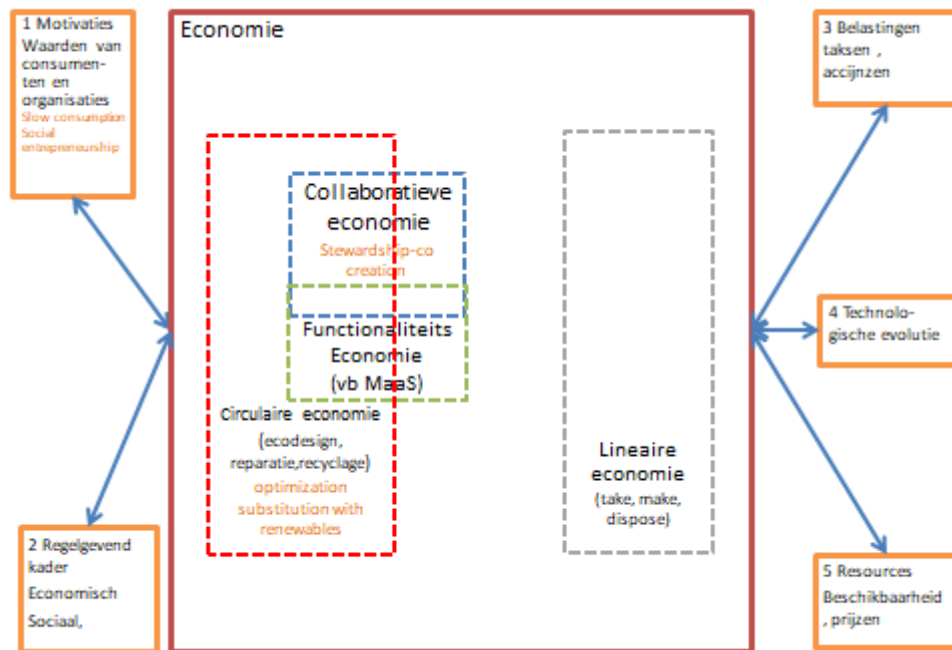 1 Motivaties
Waarden van
consumen-
ten en
organisaties
Slow consumption
Social
entrepreneurship
2 Regelgevend
kader
Economisch
Sociaal,
Economie
Collaboratieve
economie
Stewardship-co
creation
Functionaliteits
Economie
(vb MaaS)
Circulaire economie
(ecodesign,
reparatie,recyclage)
optimization
substitution with
renewables
Lineaire
economie
(take, make,
dispose)
3 Belastingen
taksen ,
accijnzen
4 Technolo-
gische evolutie
5 Resources
Beschikbaarheid
, prijzen